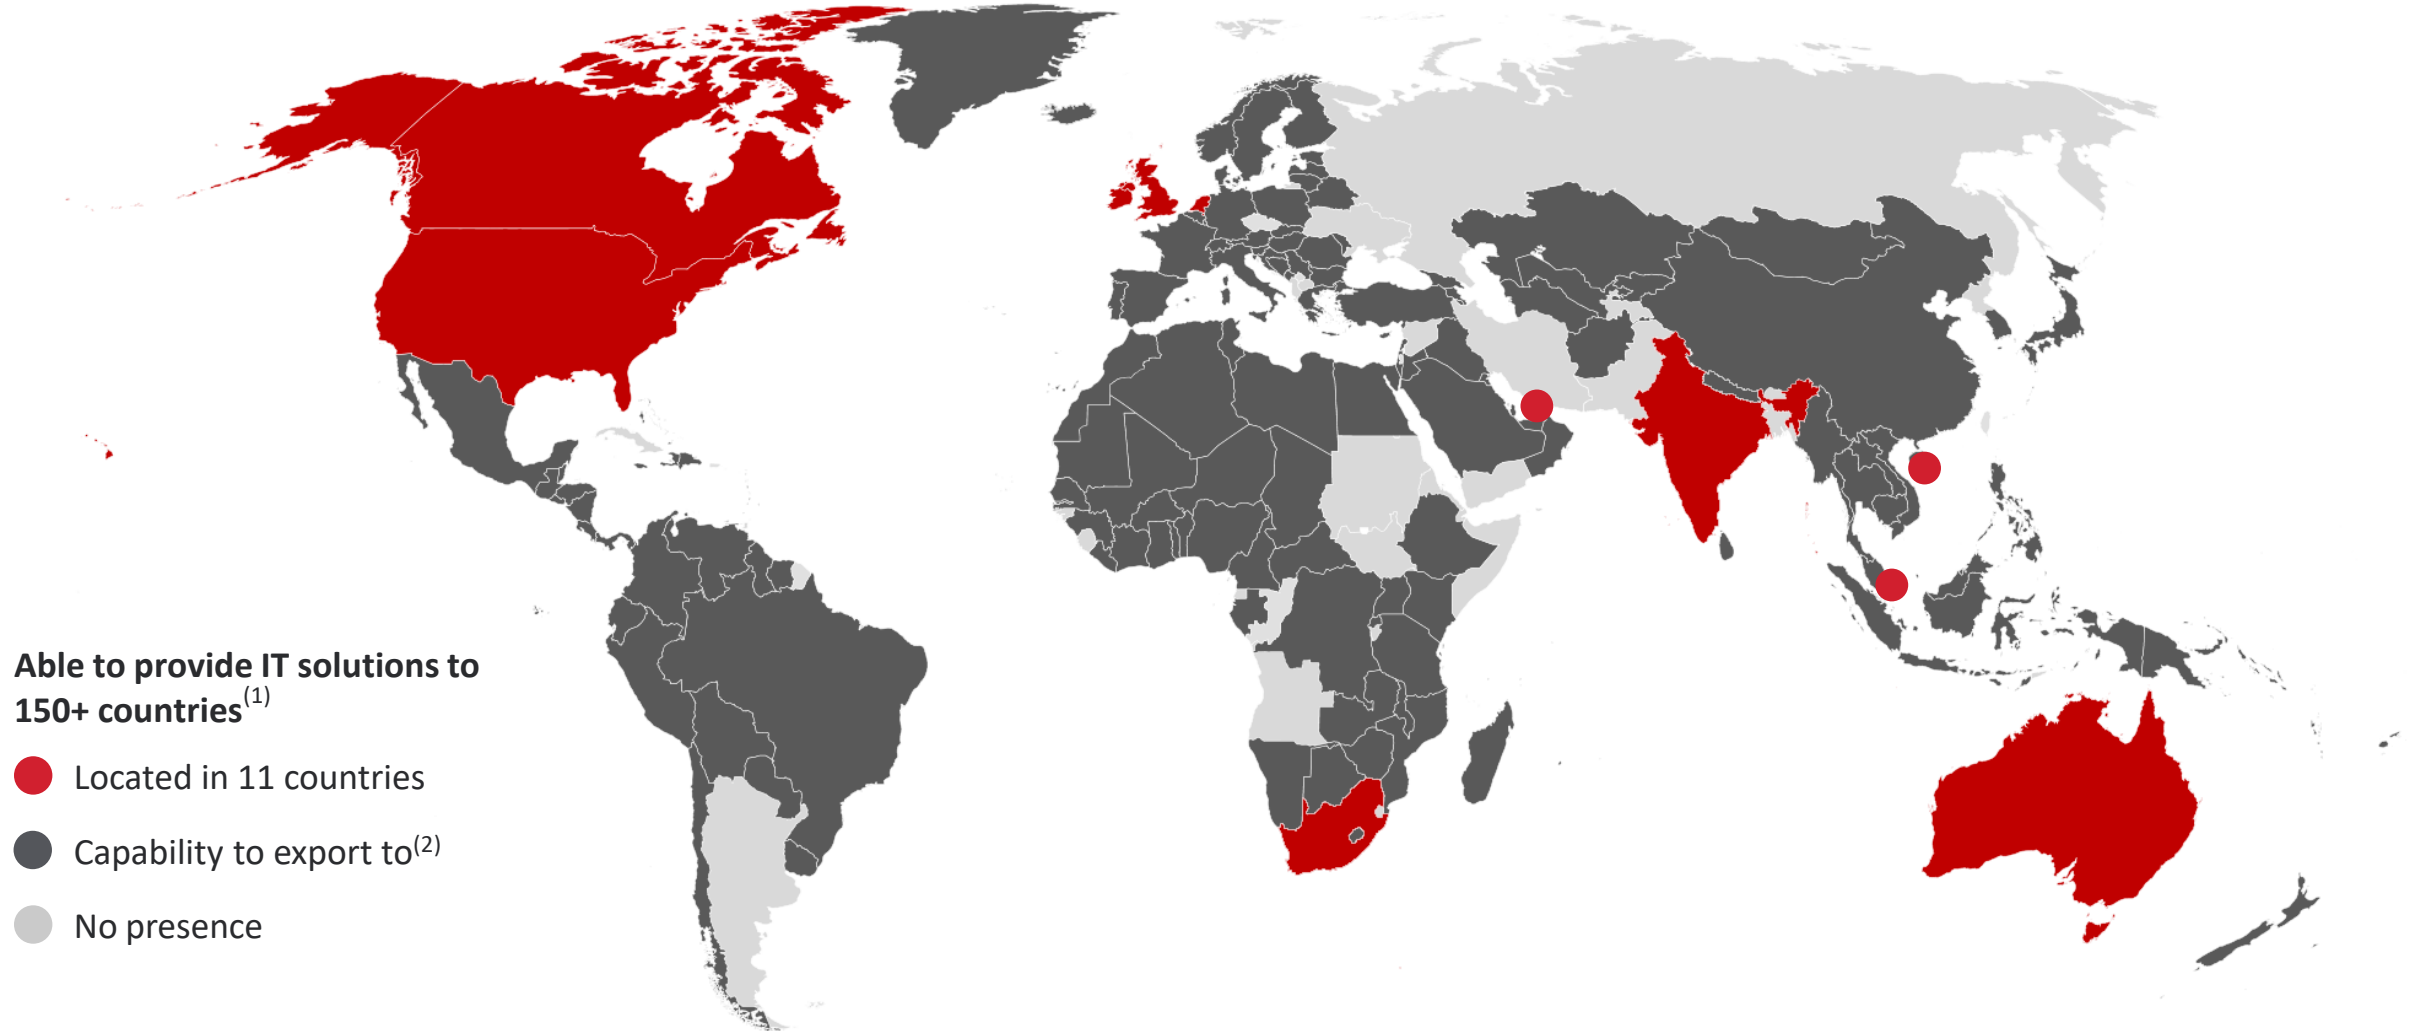 Able to provide IT solutions to
150+ countries(1)
Located in 11 countries
Capability to export to(2)
No presence